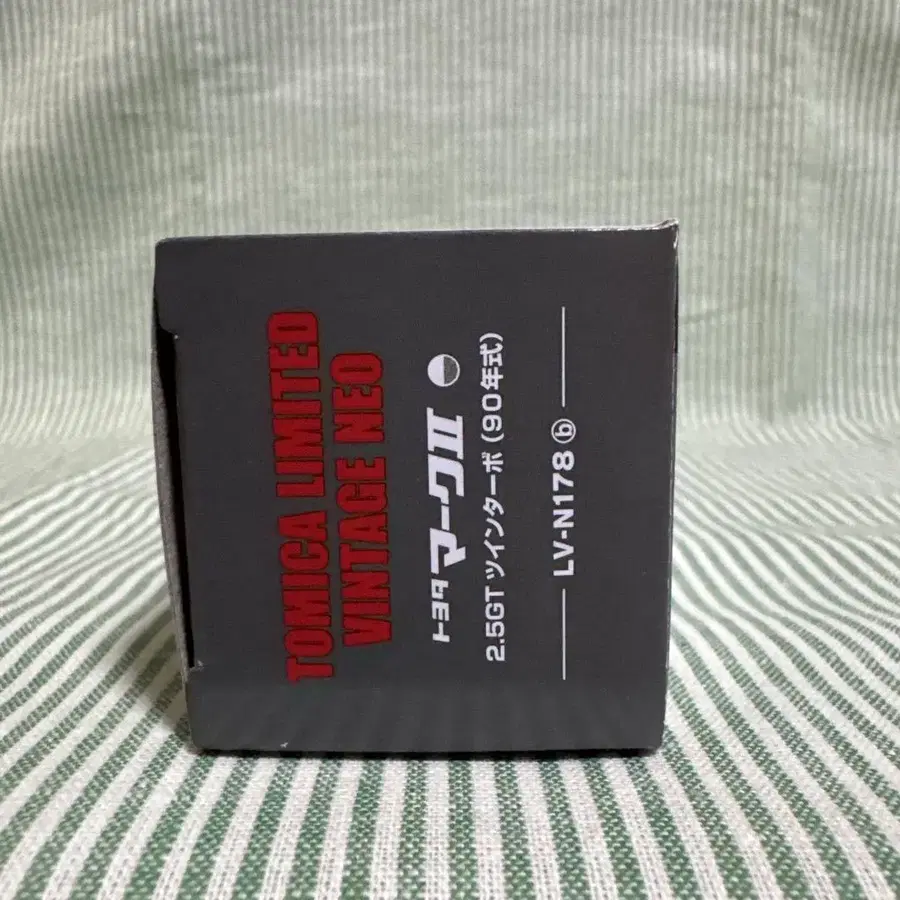 TOMICA LIMITED
VINTAGE NEO
トヨタ マークII
2.5GT ツインターボ (90年式)
LV-N178 ⓑ